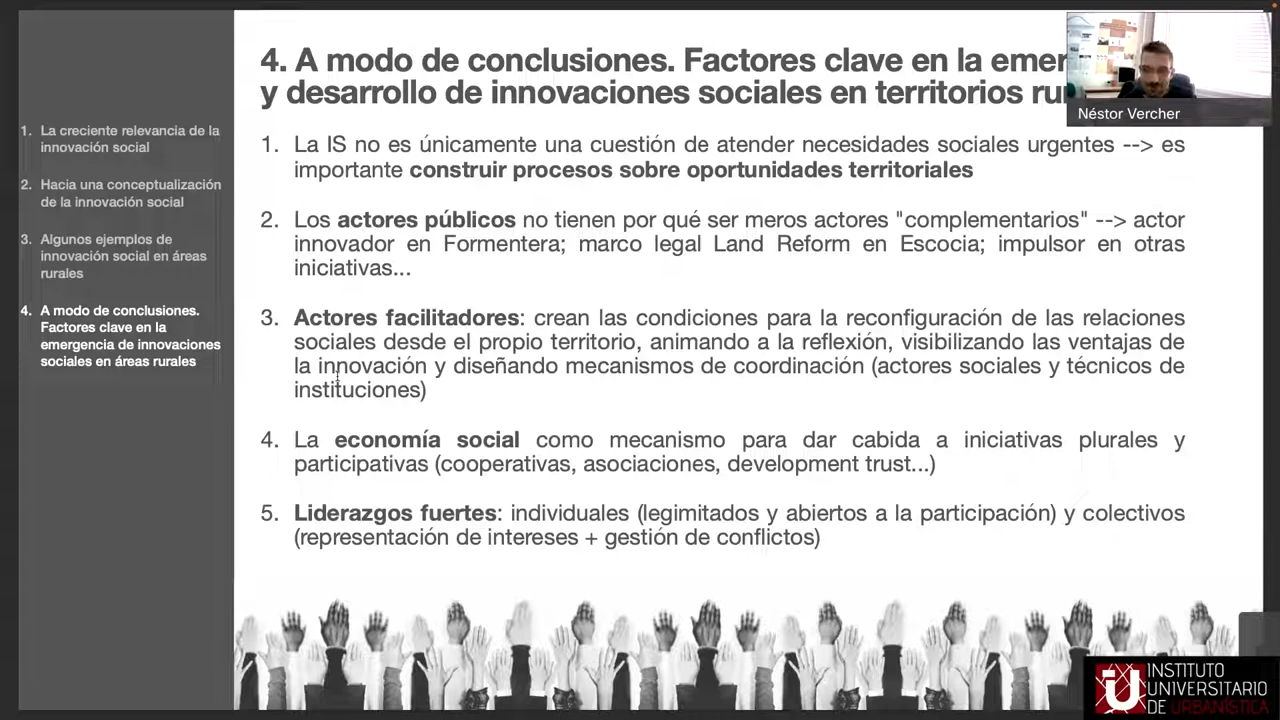 4. A modo de conclusiones. Factores clave en la emer
y desarrollo de innovaciones sociales en territorios ru
Néstor Vercher
1. La creciente relevancia de la
innovación social
2. Hacia una conceptualización
de la innovación social
3. Algunos ejemplos de
innovación social en áreas
rurales
4. A modo de conclusiones.
Factores clave en la
emergencia de innovaciones
sociales en áreas rurales
1. La IS no es únicamente una cuestión de atender necesidades sociales urgentes --> es
importante construir procesos sobre oportunidades territoriales
2. Los actores públicos no tienen por qué ser meros actores "complementarios" --> actor
innovador en Formentera; marco legal Land Reform en Escocia; impulsor en otras
iniciativas...
3. Actores facilitadores: crean las condiciones para la reconfiguración de las relaciones
sociales desde el propio territorio, animando a la reflexión, visibilizando las ventajas de
la innovación y diseñando mecanismos de coordinación (actores sociales y técnicos de
instituciones)
4. La economía social como mecanismo para dar cabida a iniciativas plurales y
participativas (cooperativas, asociaciones, development trust...)
5. Liderazgos fuertes: individuales (legimitados y abiertos a la participación) y colectivos
(representación de intereses + gestión de conflictos)
INSTITUTO
UNIVERSITARIO
DE URBANÍSTICA